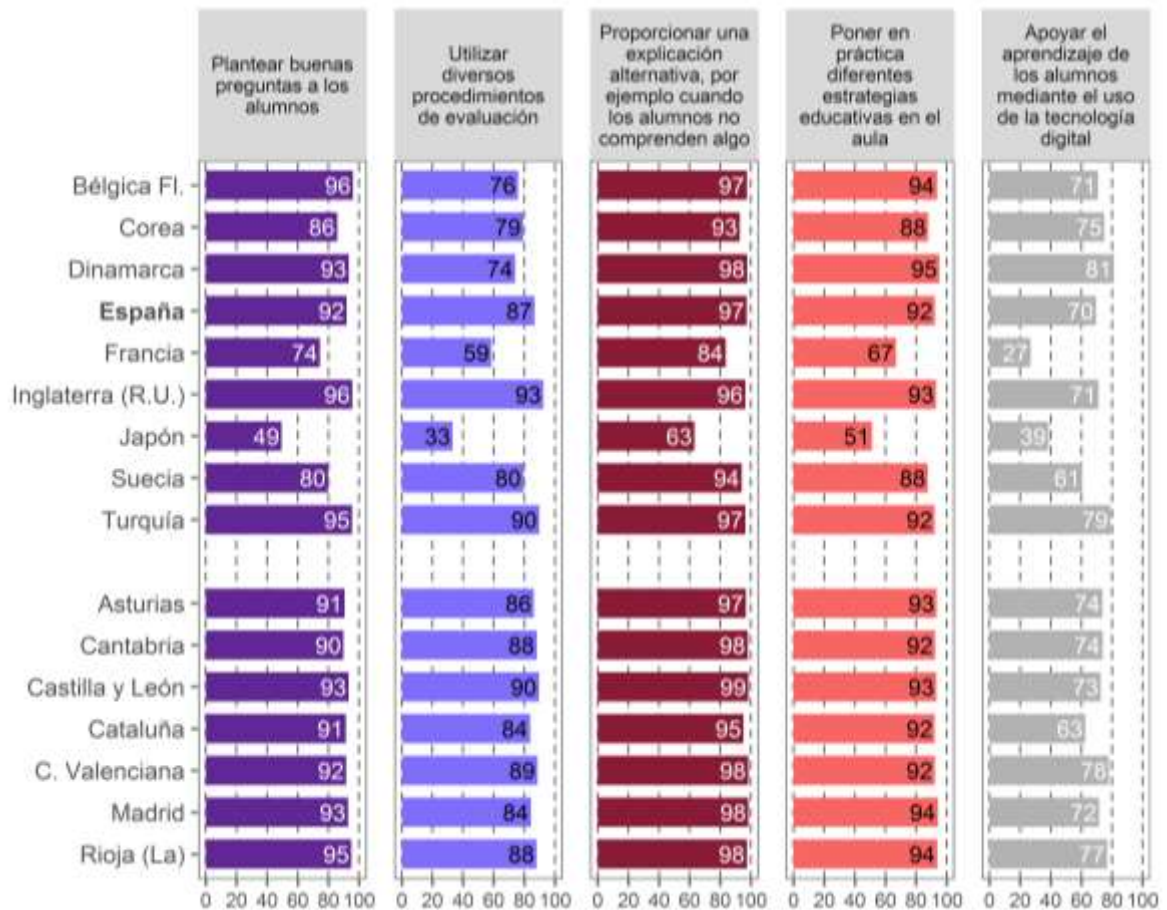 Plantear buenas
preguntas a los
alumnos
Utilizar
diversos
procedimientos
de evaluación
Proporcionar una
explicación
alternativa, por
ejemplo cuando
los alumnos no
comprenden algo
Poner en
práctica
diferentes
estrategias
educativas en el
aula
Apoyar el
aprendizaje de
los alumnos
mediante el uso
de la tecnología
digital
Bélgica Fl. 96 76 97 94 71
Corea 86 79 93 88 75
Dinamarca 93 74 98 95 81
España 92 87 97 92 70
Francia 74 59 84 67 27
Inglaterra (R.U.) 96 93 96 93 71
Japón 49 33 63 51 39
Suecia 80 80 94 88 61
Turquía 95 90 97 92 79
Asturias 91 86 97 93 74
Cantabria 90 88 98 92 74
Castilla y León 93 90 99 93 73
Cataluña 91 84 95 92 63
C. Valenciana 92 89 98 92 78
Madrid 93 84 98 94 72
Rioja (La) 95 88 98 94 77
0 20 40 60 80 100 0 20 40 60 80 100 0 20 40 60 80 100 0 20 40 60 80 100 0 20 40 60 80 100